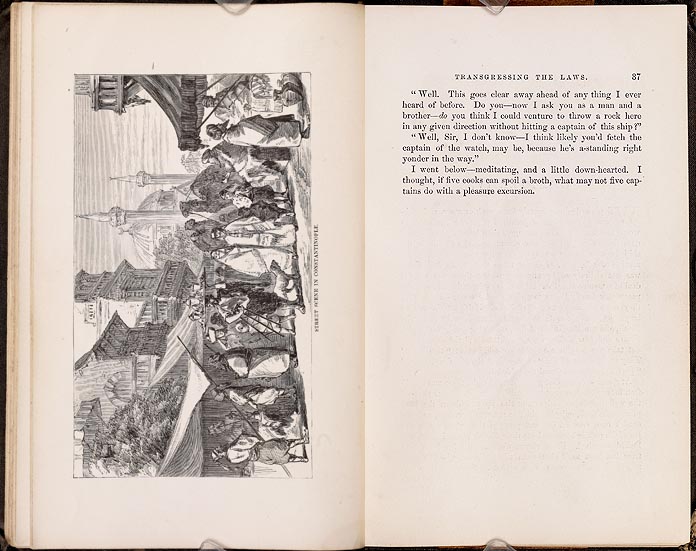 STREET SCENE IN CONSTANTINOPLE.
TRANSGRESSING THE LAWS. 37
“Well. This goes clear away ahead of any thing I ever
heard of before. Do you—now I ask you as a man and a
brother—do you think I could venture to throw a rock here
in any given direction without hitting a captain of this ship?”
“Well, Sir, I don’t know—I think likely you’d fetch the
captain of the watch, may be, because he’s a-standing right
yonder in the way.”
I went below—meditating, and a little down-hearted. I
thought, if five cooks can spoil a broth, what may not five cap-
tains do with a pleasure excursion.